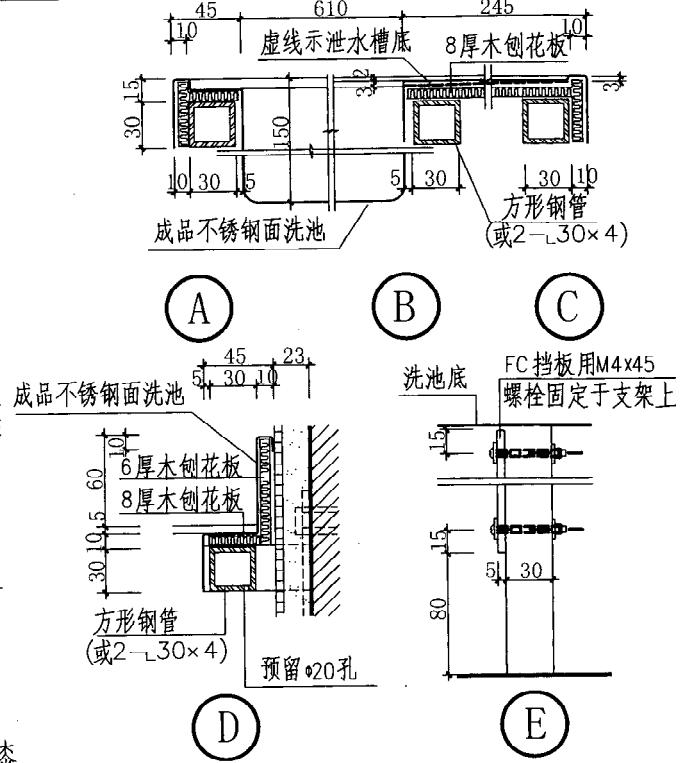 45 610 245
10 10
虚线示泄水槽底 8厚木刨花板
15 150 3 2 3
30
10 30 5 5 30 30 10
成品不锈钢面洗池 方形钢管
(或2-∟30×4)
A B C
45 23
5 30 10
成品不锈钢面洗池
10
60 6厚木刨花板
8厚木刨花板
15
10
30
方形钢管
(或2-∟30×4)
预留φ20孔
D
FC挡板用M4x45
洗池底 螺栓固定于支架上
15
15
5 30
80
E